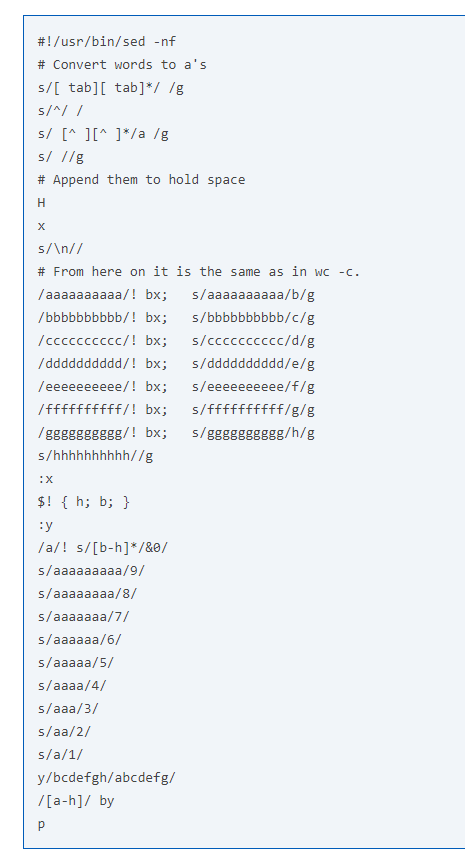 #!/usr/bin/sed -nf
# Convert words to a's
s/[ tab][ tab]*/ /g
s/^/ /
s/ [^ ][^ ]*/a /g
s/ //g
# Append them to hold space
H
x
s/\n//
# From here on it is the same as in wc -c.
/aaaaaaaaaa/! bx;   s/aaaaaaaaaa/b/g
/bbbbbbbbbb/! bx;   s/bbbbbbbbbb/c/g
/cccccccccc/! bx;   s/cccccccccc/d/g
/dddddddddd/! bx;   s/dddddddddd/e/g
/eeeeeeeeee/! bx;   s/eeeeeeeeee/f/g
/ffffffffff/! bx;   s/ffffffffff/g/g
/gggggggggg/! bx;   s/gggggggggg/h/g
s/hhhhhhhhhh//g
:x
$! { h; b; }
:y
/a/! s/[b-h]*/&0/
s/aaaaaaaaa/9/
s/aaaaaaaa/8/
s/aaaaaaa/7/
s/aaaaaa/6/
s/aaaaa/5/
s/aaaa/4/
s/aaa/3/
s/aa/2/
s/a/1/
y/bcdefgh/abcdefg/
/[a-h]/ by
p